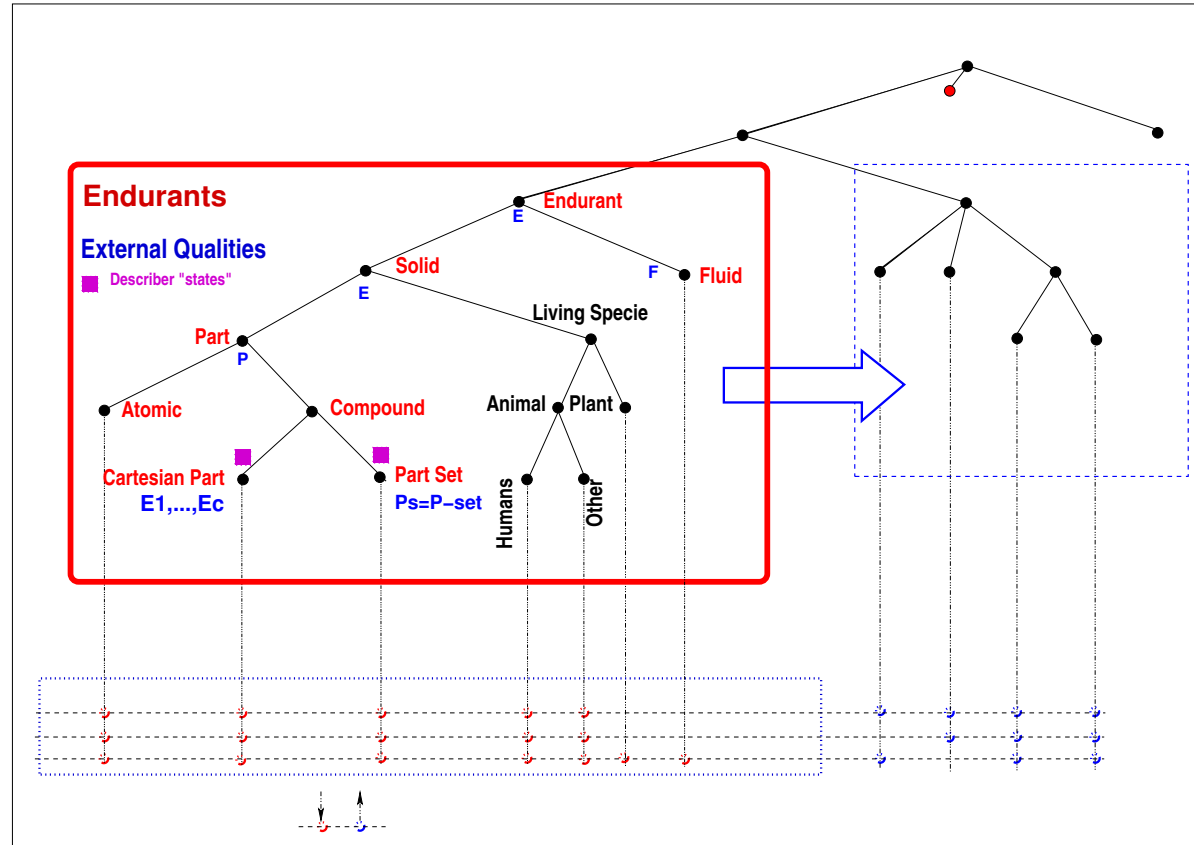 Endurants
Endurant
E
External Qualities
Describer "states"
Solid
E
F
Fluid
Living Specie
Part
P
Atomic
Compound
Animal
Plant
Cartesian Part
E1,...,Ec
Part Set
Ps=P-set
Humans
Other